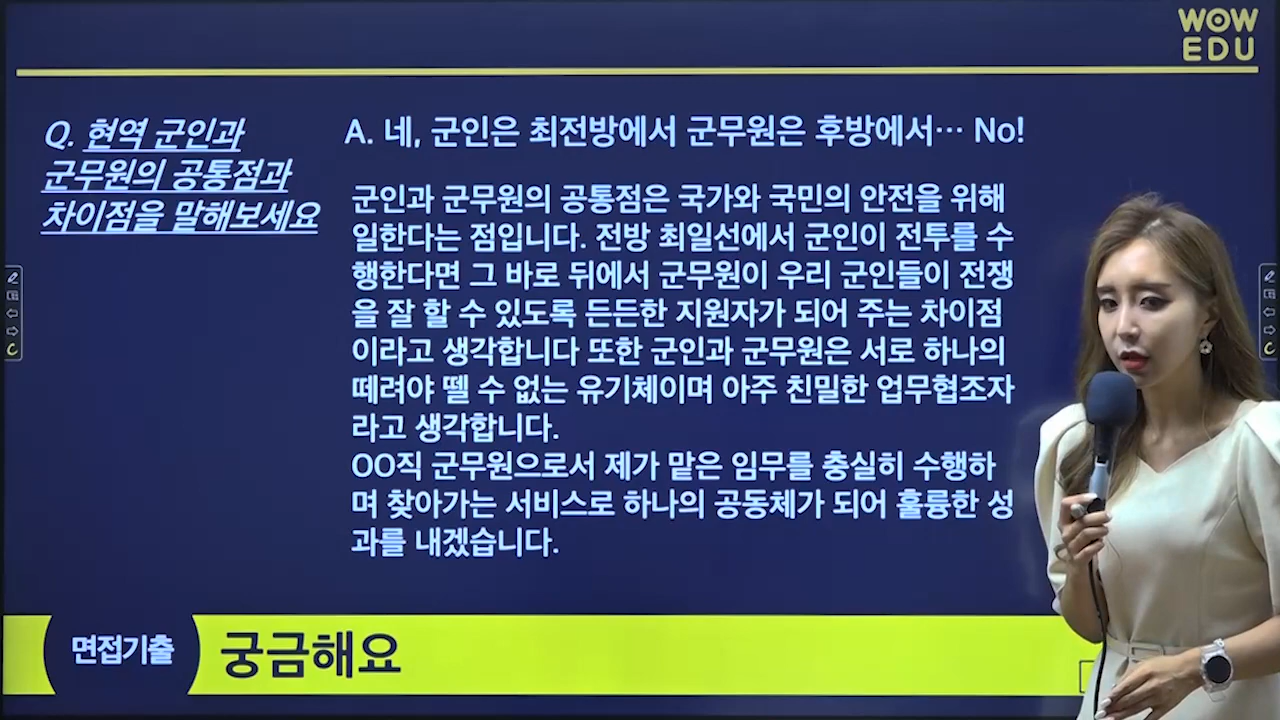 WOW
EDU
Q. 현역 군인과
군무원의 공통점과
차이점을 말해보세요
A. 네, 군인은 최전방에서 군무원은 후방에서… No!
군인과 군무원의 공통점은 국가와 국민의 안전을 위해
일한다는 점입니다. 전방 최일선에서 군인이 전투를 수
행한다면 그 바로 뒤에서 군무원이 우리 군인들이 전쟁
을 잘 할 수 있도록 든든한 지원자가 되어 주는 차이점
이라고 생각합니다 또한 군인과 군무원은 서로 하나의
떼려야 뗄 수 없는 유기체이며 아주 친밀한 업무협조자
라고 생각합니다.
OO직 군무원으로서 제가 맡은 임무를 충실히 수행하
며 찾아가는 서비스로 하나의 공동체가 되어 훌륭한 성
과를 내겠습니다.
면접기출
궁금해요